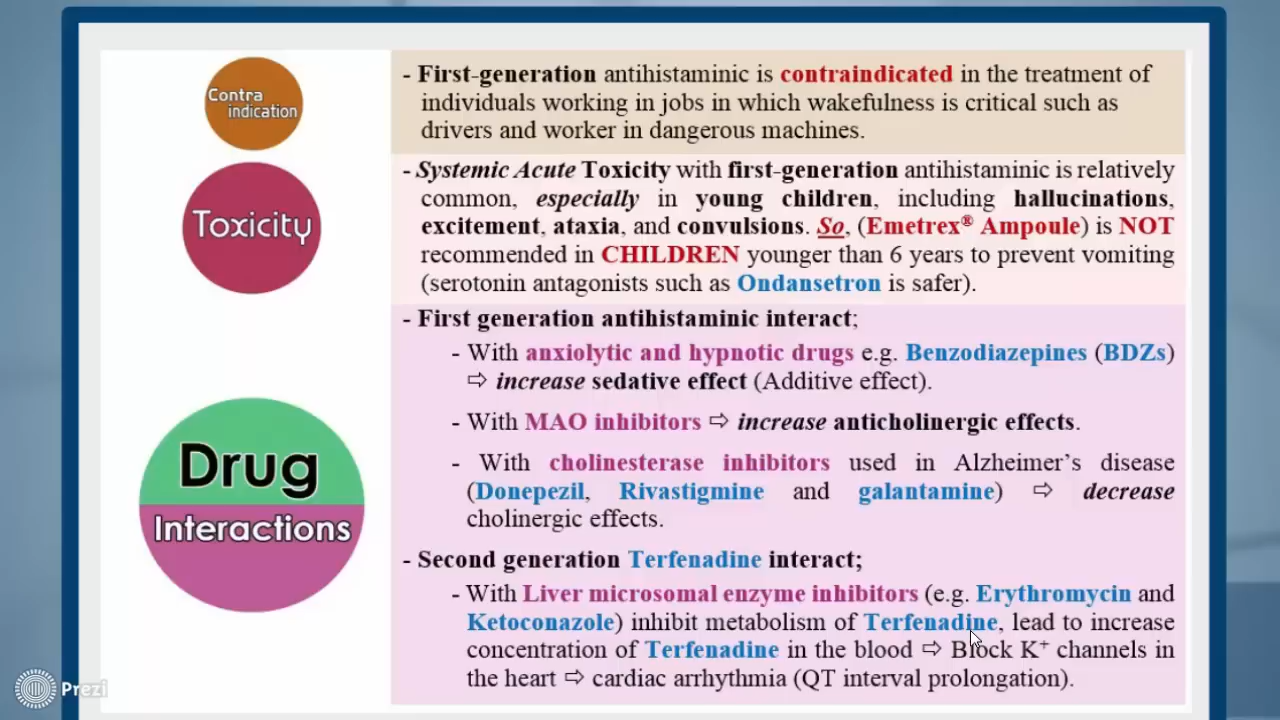 Contra
indication
- First-generation antihistaminic is contraindicated in the treatment of
individuals working in jobs in which wakefulness is critical such as
drivers and worker in dangerous machines.
Toxicity
- Systemic Acute Toxicity with first-generation antihistaminic is relatively
common, especially in young children, including hallucinations,
excitement, ataxia, and convulsions. So, (Emetrex® Ampoule) is NOT
recommended in CHILDREN younger than 6 years to prevent vomiting
(serotonin antagonists such as Ondansetron is safer).
Drug
Interactions
- First generation antihistaminic interact;
- With anxiolytic and hypnotic drugs e.g. Benzodiazepines (BDZs)
⇨ increase sedative effect (Additive effect).
- With MAO inhibitors ⇨ increase anticholinergic effects.
- With cholinesterase inhibitors used in Alzheimer’s disease
(Donepezil, Rivastigmine and galantamine) ⇨ decrease
cholinergic effects.
- Second generation Terfenadine interact;
- With Liver microsomal enzyme inhibitors (e.g. Erythromycin and
Ketoconazole) inhibit metabolism of Terfenadine, lead to increase
concentration of Terfenadine in the blood ⇨ Block K⁺ channels in
the heart ⇨ cardiac arrhythmia (QT interval prolongation).
Prezi